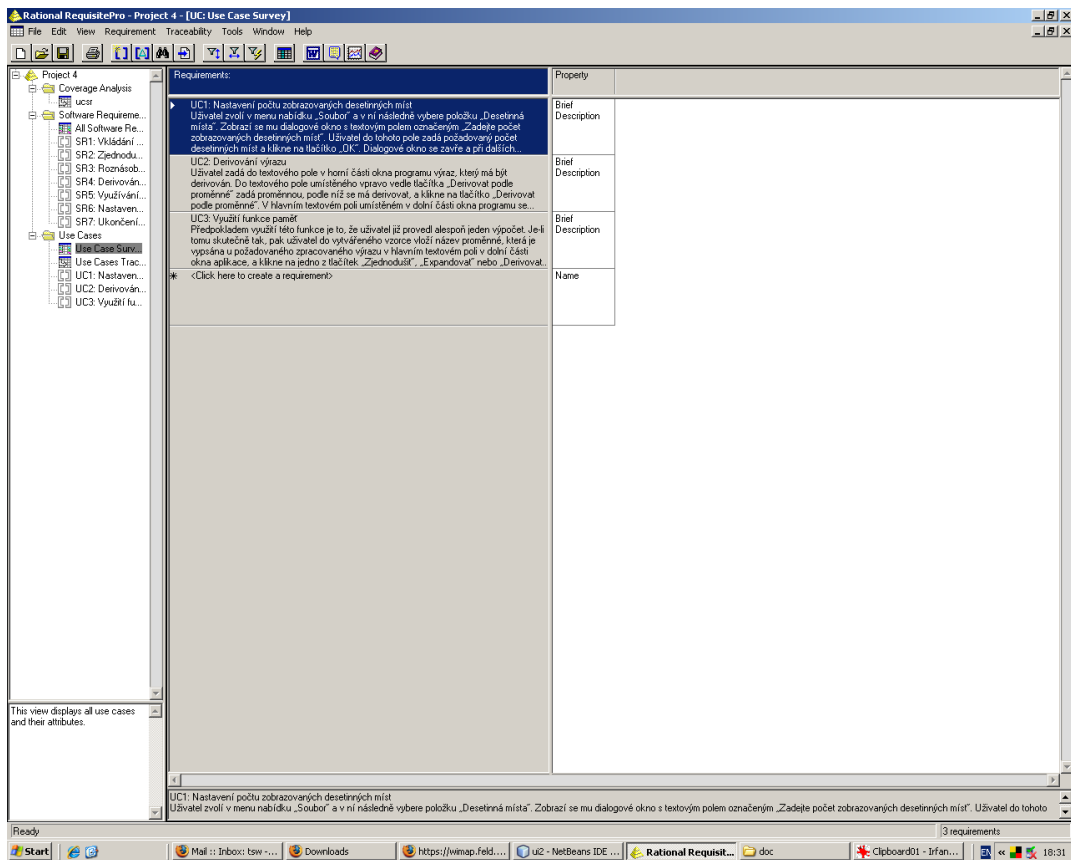 Rational RequisitePro - Project 4 - [UC: Use Case Survey]
File Edit View Requirement Traceability Tools Window Help
Project 4
Coverage Analysis
ucsr
Software Requireme...
All Software Re...
SR1: Vkládání ...
SR2: Zjednodu...
SR3: Roznásob...
SR4: Derivován...
SR5: Využívání...
SR6: Nastaven...
SR7: Ukončení...
Use Cases
Use Case Surv...
Use Cases Trac...
UC1: Nastaven...
UC2: Derivován...
UC3: Využití fu...
This view displays all use cases
and their attributes.
Requirements:
Property
UC1: Nastavení počtu zobrazovaných desetinných míst
Uživatel zvolí v menu nabídku „Soubor“ a v ní následně vybere položku „Desetinná
místa“. Zobrazí se mu dialogové okno s textovým polem označeným „Zadejte počet
zobrazovaných desetinných míst“. Uživatel do tohoto pole zadá požadovaný počet
desetinných míst a klikne na tlačítko „OK“. Dialogové okno se zavře a při dalších...
Brief
Description
UC2: Derivování výrazu
Uživatel zadá do textového pole v horní části okna programu výraz, který má být
derivován. Do textového pole umístěného vpravo vedle tlačítka „Derivovat podle
proměnné“ zadá proměnnou, podle níž se má derivovat, a klikne na tlačítko „Derivovat
podle proměnné“. V hlavním textovém poli umístěném v dolní části okna programu se...
Brief
Description
UC3: Využití funkce paměť
Předpokladem využití této funkce je to, že uživatel již provedl alespoň jeden výpočet. Je-li
tomu skutečně tak, pak uživatel do vytvářeného vzorce vloží název proměnné, která je
vypsána u požadovaného zpracovaného výrazu v hlavním textovém poli v dolní části
okna aplikace, a klikne na jedno z tlačítek „Zjednodušit“, „Expandovat“ nebo „Derivovat..
Brief
Description
<Click here to create a requirement>
Name
UC1: Nastavení počtu zobrazovaných desetinných míst
Uživatel zvolí v menu nabídku „Soubor“ a v ní následně vybere položku „Desetinná místa“. Zobrazí se mu dialogové okno s textovým polem označeným „Zadejte počet zobrazovaných desetinných míst“. Uživatel do tohoto
Ready
3 requirements
Start
Mail :: Inbox: tsw -...
Downloads
https://wimap.feld....
ui2 - NetBeans IDE ...
Rational Requisit...
doc
Clipboard01 - Irfan...
EN
«
18:31